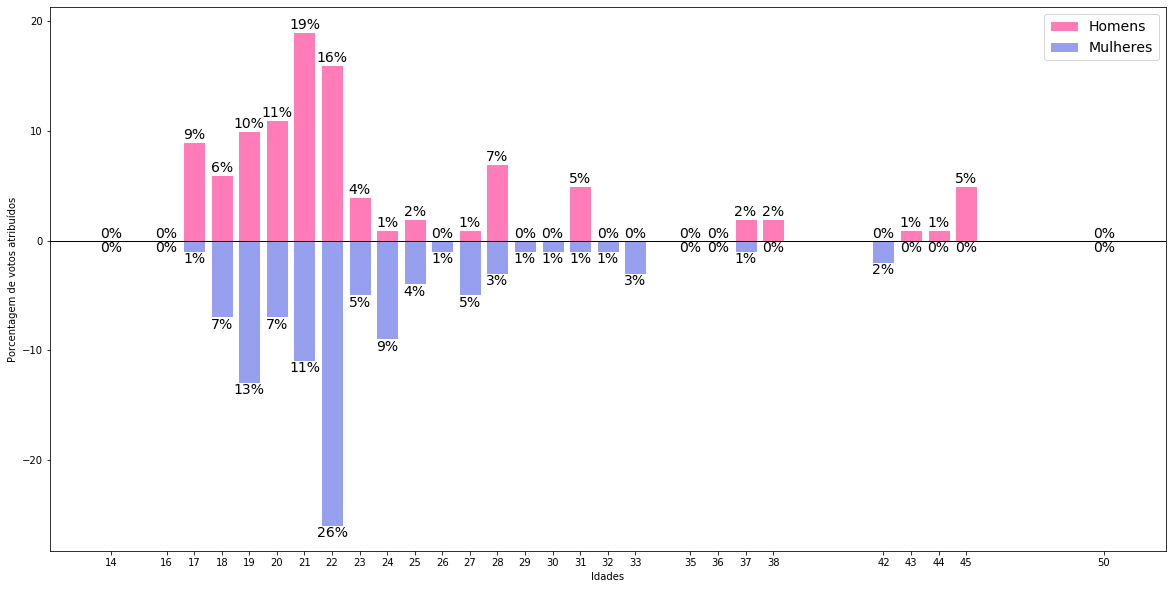 Homens
Mulheres
Porcentagem de votos atribuídos
20
10
0
−10
−20
0% 0% 9% 6% 10% 11% 19% 16% 4% 1% 2% 0% 1% 7% 0% 0% 5% 0% 0% 0% 0% 2% 2% 0% 1% 1% 5% 0%
0% 0% 1% 7% 13% 7% 11% 26% 5% 9% 4% 1% 5% 3% 1% 1% 1% 1% 3% 0% 0% 1% 0% 2% 0% 0% 0% 0%
14 16 17 18 19 20 21 22 23 24 25 26 27 28 29 30 31 32 33 35 36 37 38 42 43 44 45 50
Idades